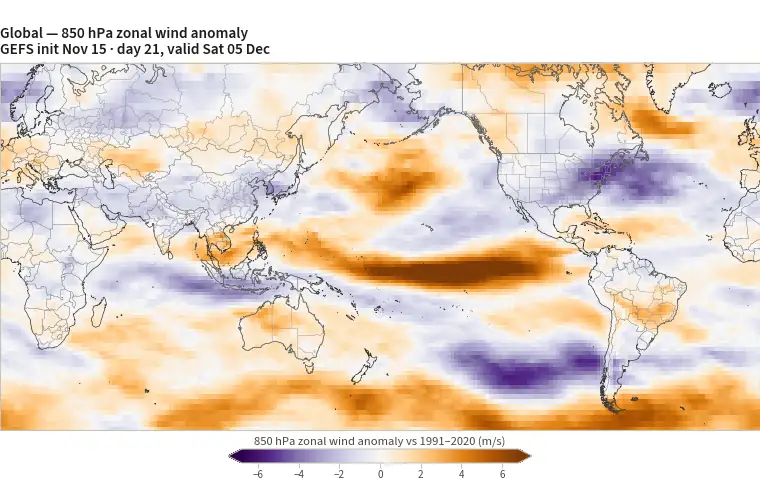 Global — 850 hPa zonal wind anomaly
GEFS init Nov 15 · day 21, valid Sat 05 Dec
850 hPa zonal wind anomaly vs 1991–2020 (m/s)
−6 −4 −2 0 2 4 6